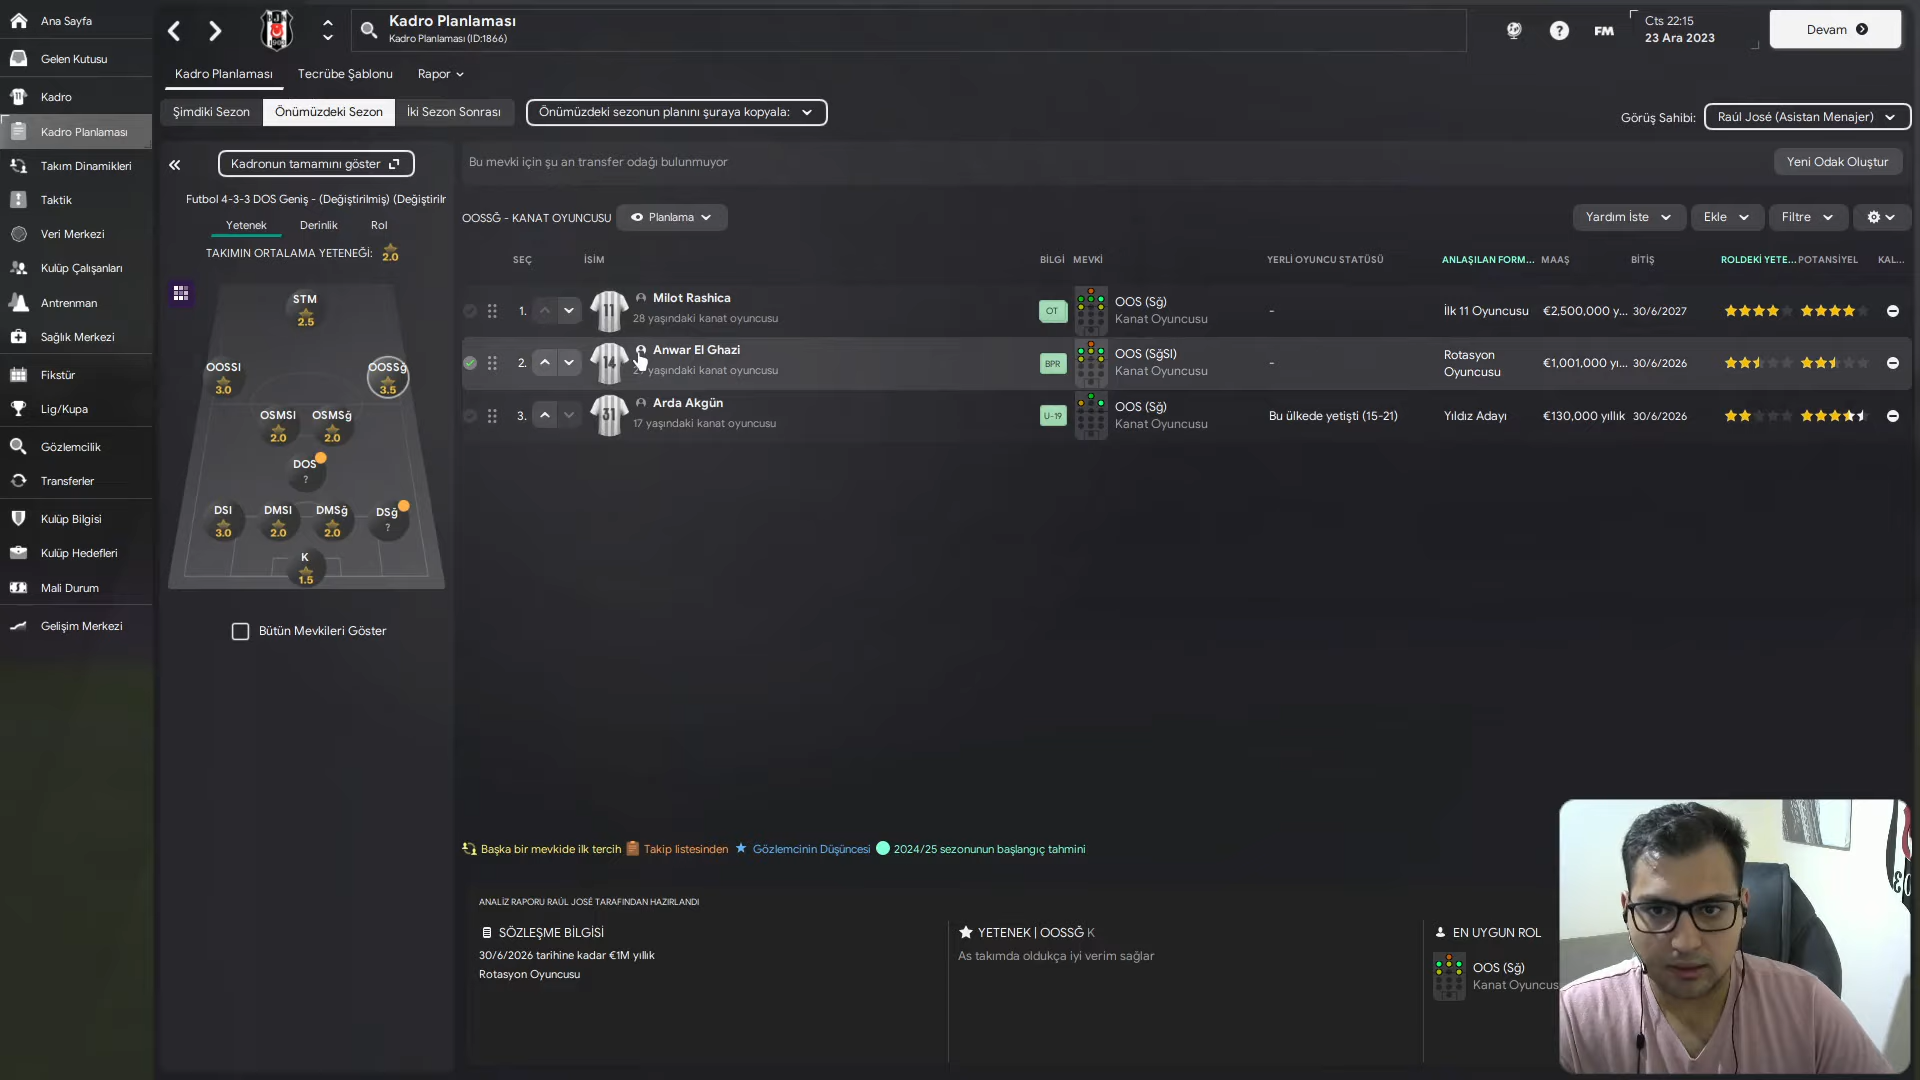 Ana Sayfa
Gelen Kutusu
Kadro
Kadro Planlaması
Takım Dinamikleri
Taktik
Veri Merkezi
Kulüp Çalışanları
Antrenman
Sağlık Merkezi
Fikstür
Lig/Kupa
Gözlemcilik
Transferler
Kulüp Bilgisi
Kulüp Hedefleri
Mali Durum
Gelişim Merkezi
Kadro Planlaması
Kadro Planlaması (ID:1866)
FM
Cts 22:15
23 Ara 2023
Devam
Kadro Planlaması Tecrübe Şablonu Rapor
Şimdiki Sezon Önümüzdeki Sezon İki Sezon Sonrası Önümüzdeki sezonun planını şuraya kopyala:
Görüş Sahibi: Raúl José (Asistan Menajer)
Kadronun tamamını göster
Futbol 4-3-3 DOS Geniş - (Değiştirilmiş) (Değiştirilr
Yetenek Derinlik Rol
TAKIMIN ORTALAMA YETENEĞİ: 2.0
STM
2.5
OOSSl OOSSğ
3.0 3.5
OSMSl OSMSğ
2.0 2.0
DOS
?
DSl DMSl DMSğ DSğ
3.0 2.0 2.0 ?
K
1.5
Bütün Mevkileri Göster
Bu mevki için şu an transfer odağı bulunmuyor
Yeni Odak Oluştur
OOSSĞ - KANAT OYUNCUSU Planlama
Yardım İste Ekle Filtre
SEÇ İSİM BİLGİ MEVKİ YERLİ OYUNCU STATÜSÜ ANLAŞILAN FORM... MAAŞ BİTİŞ ROLDEKİ YETE... POTANSİYEL KAL...
1. 11 Milot Rashica OT OOS (Sğ) - İlk 11 Oyuncusu €2,500,000 y... 30/6/2027
28 yaşındaki kanat oyuncusu Kanat Oyuncusu
2. 14 Anwar El Ghazi BPR OOS (SğSl) - Rotasyon Oyuncusu €1,001,000 yı... 30/6/2026
yaşındaki kanat oyuncusu Kanat Oyuncusu
3. 31 Arda Akgün U-19 OOS (Sğ) Bu ülkede yetişti (15-21) Yıldız Adayı €130,000 yıllık 30/6/2026
17 yaşındaki kanat oyuncusu Kanat Oyuncusu
Başka bir mevkide ilk tercih Takip listesinden Gözlemcinin Düşüncesi 2024/25 sezonunun başlangıç tahmini
ANALİZ RAPORU RAÚL JOSÉ TARAFINDAN HAZIRLANDI
SÖZLEŞME BİLGİSİ
30/6/2026 tarihine kadar €1M yıllık
Rotasyon Oyuncusu
YETENEK | OOSSĞ K
As takımda oldukça iyi verim sağlar
EN UYGUN ROL
OOS (Sğ)
Kanat Oyuncus